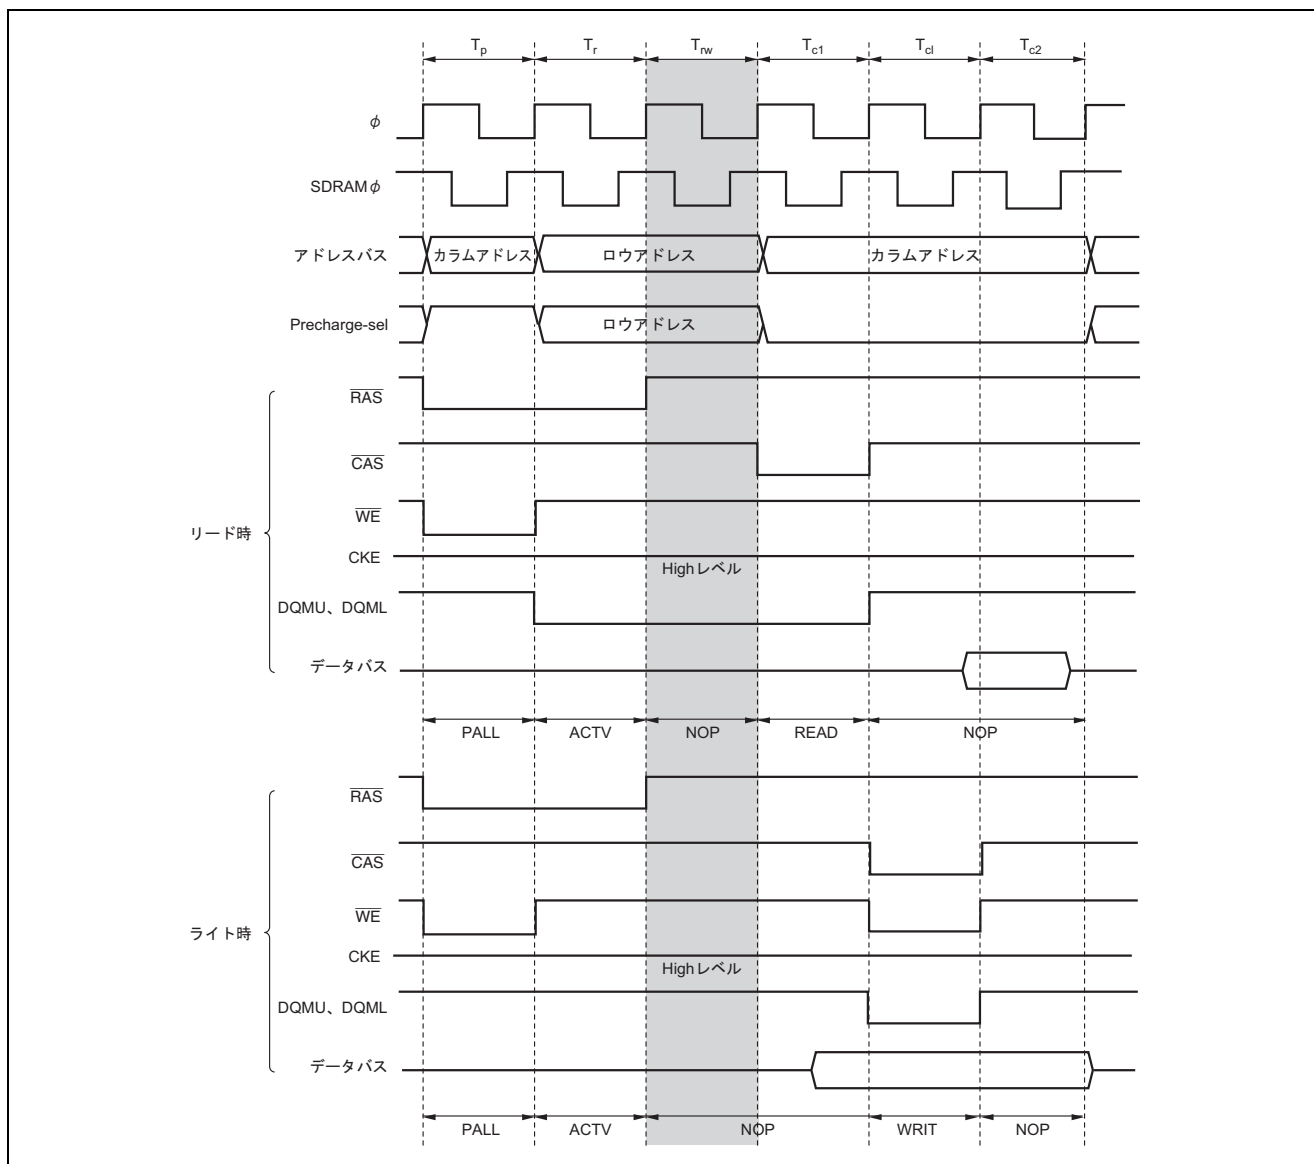 Tp Tr Trw Tc1 Tcl Tc2
φ
SDRAMφ
アドレスバス カラムアドレス ロウアドレス カラムアドレス
Precharge-sel ロウアドレス
リード時
RAS
CAS
WE
CKE Highレベル
DQMU、DQML
データバス
PALL ACTV NOP READ NOP
ライト時
RAS
CAS
WE
CKE Highレベル
DQMU、DQML
データバス
PALL ACTV NOP WRIT NOP